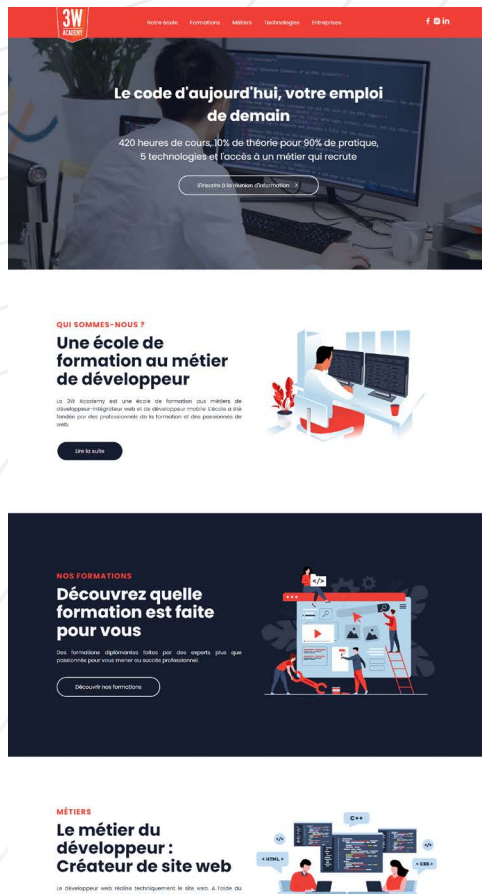 3W
ACADEMY
Notre école Formations Métiers Technologies Entreprises
Le code d'aujourd'hui, votre emploi
de demain
420 heures de cours, 10% de théorie pour 90% de pratique,
5 technologies et l'accès à un métier qui recrute
S'inscrire à la réunion d'information >
QUI SOMMES-NOUS ?
Une école de
formation au métier
de développeur
La 3W Academy est une école de formation aux métiers de
développeur-intégrateur web et de développeur mobile. L'école a été
fondée par des professionnels de la formation et des passionnés de
web.
Lire la suite
NOS FORMATIONS
Découvrez quelle
formation est faite
pour vous
Des formations diplômantes faites par des experts plus que
passionnés pour vous mener au succès professionnel.
Découvrir nos formations
</>
MÉTIERS
Le métier du
développeur :
Créateur de site web
Le développeur web réalise techniquement le site web. A l'aide du
C++
</>
</>
< HTML >
< CSS >